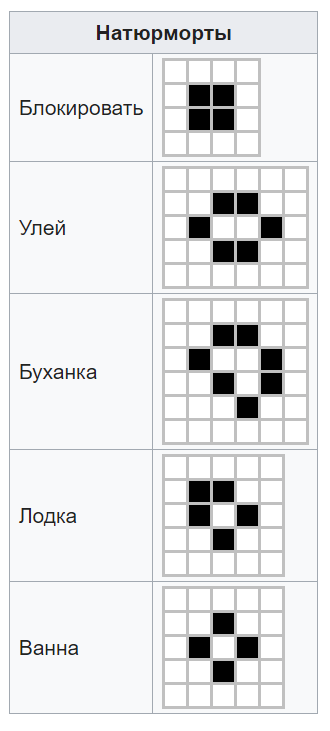 Натюрморты
Блокировать
Улей
Буханка
Лодка
Ванна